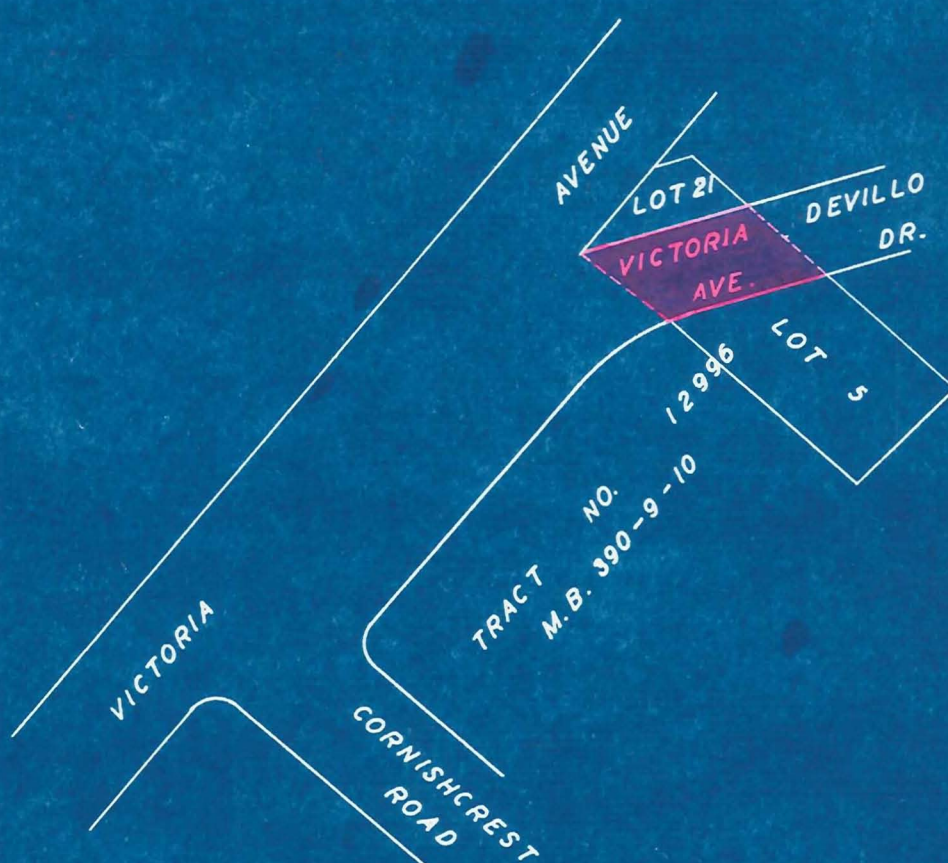 AVENUE
LOT 21
DEVILLO
DR.
VICTORIA
AVE.
LOT 5
TRACT NO. 12996
M.B. 390-9-10
VICTORIA
CORNISHCREST
ROAD